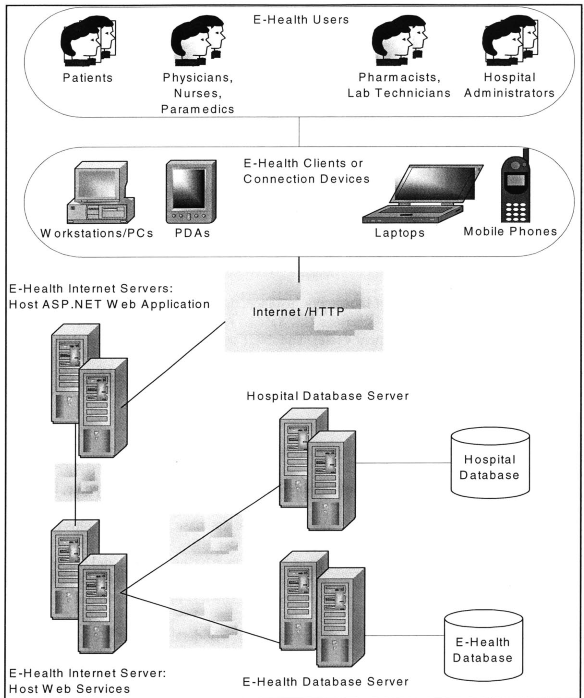 E-Health Users
Patients
Physicians,
Nurses,
Paramedics
Pharmacists,
Lab Technicians
Hospital
Administrators
E-Health Clients or
Connection Devices
Workstations/PCs
PDAs
Laptops
Mobile Phones
E-Health Internet Servers:
Host ASP.NET Web Application
Internet /HTTP
Hospital Database Server
Hospital
Database
E-Health
Database
E-Health Internet Server:
Host Web Services
E-Health Database Server